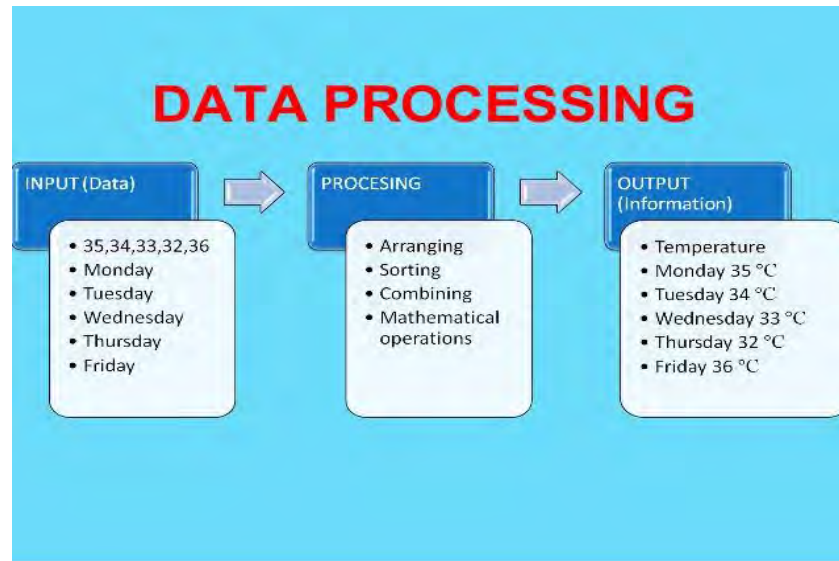 DATA PROCESSING
INPUT (Data)
• 35,34,33,32,36
• Monday
• Tuesday
• Wednesday
• Thursday
• Friday
PROCESING
• Arranging
• Sorting
• Combining
• Mathematical
operations
OUTPUT
(Information)
• Temperature
• Monday 35 °C
• Tuesday 34 °C
• Wednesday 33 °C
• Thursday 32 °C
• Friday 36 °C